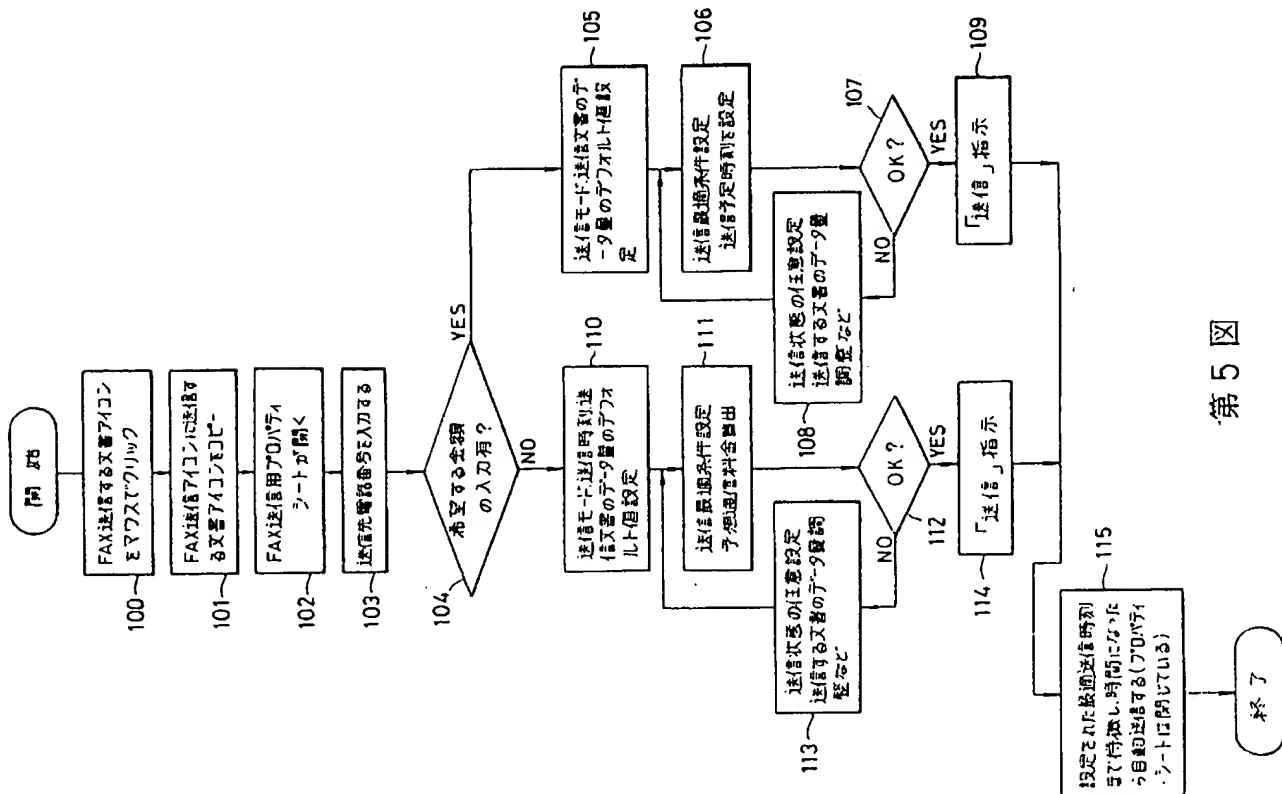 開始
FAX送信する文書アイコン
をマウスでクリック
100
FAX送信アイコンに送信す
る文書アイコンをコピー
101
FAX送信用プロパティ
シートが開く
102
送信先電話番号を入力する
103
希望する金額
の入力有?
104
YES
NO
送信モード.送信文書のデ
ータ量のデフォルト値設
定
105
送信最適条件設定
送信予定時刻を設定
106
OK?
107
YES
NO
送信状態の任意設定
送信する文書のデータ量
調整など
108
「送信」指示
109
送信モード.送信時刻.送
信文書のデータ量のデフォ
ルト値設定
110
送信最適条件設定
予想通信料金算出
111
OK?
112
YES
NO
送信状態の任意設定
送信する文書のデータ量調
整など
113
「送信」指示
114
設定された最適送信時刻
まで待機し、時間になった
ら自動送信する(プロパティ
・シートは閉じている)
115
終了
第5図